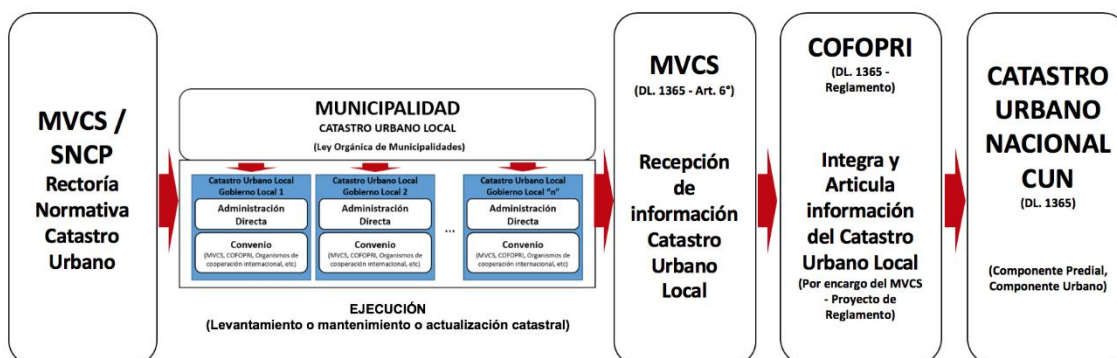 MVCS /
SNCP
Rectoría
Normativa
Catastro
Urbano
MUNICIPALIDAD
CATASTRO URBANO LOCAL
(Ley Orgánica de Municipalidades)
Catastro Urbano Local
Gobierno Local 1
Administración
Directa
Convenio
(MVCS, COFOPRI, Organismos de
cooperación internacional, etc)
Catastro Urbano Local
Gobierno Local 2
Administración
Directa
Convenio
(MVCS, COFOPRI, Organismos de
cooperación internacional, etc)
...
Catastro Urbano Local
Gobierno Local "n"
Administración
Directa
Convenio
(MVCS, COFOPRI, Organismos de
cooperación internacional, etc)
EJECUCIÓN
(Levantamiento o mantenimiento o actualización catastral)
MVCS
(DL. 1365 - Art. 6°)
Recepción
de
información
Catastro
Urbano
Local
COFOPRI
(DL. 1365 -
Reglamento)
Integra y
Articula
información
del Catastro
Urbano Local
(Por encargo del MVCS
- Proyecto de
Reglamento)
CATASTRO
URBANO
NACIONAL
CUN
(DL. 1365)
(Componente Predial,
Componente Urbano)